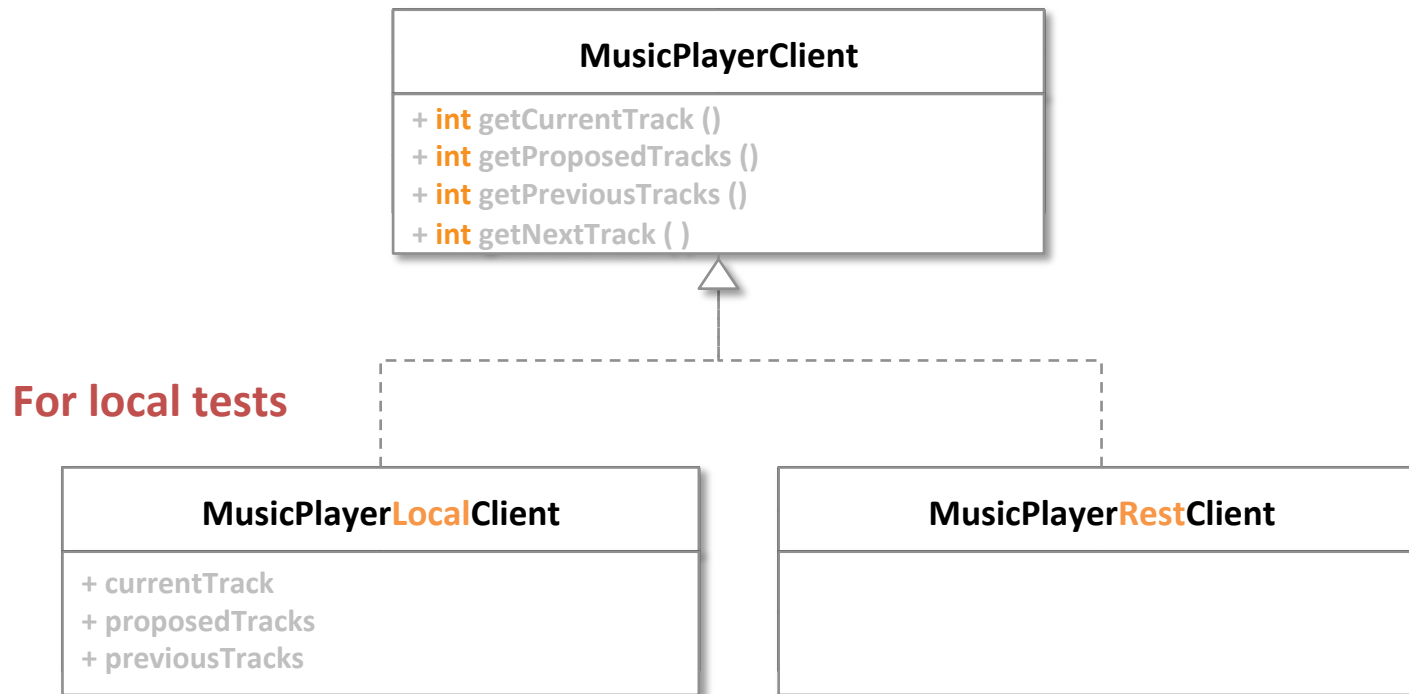 MusicPlayerClient
+ int getCurrentTrack ()
+ int getProposedTracks ()
+ int getPreviousTracks ()
+ int getNextTrack ( )
For local tests
MusicPlayerLocalClient
+ currentTrack
+ proposedTracks
+ previousTracks
MusicPlayerRestClient